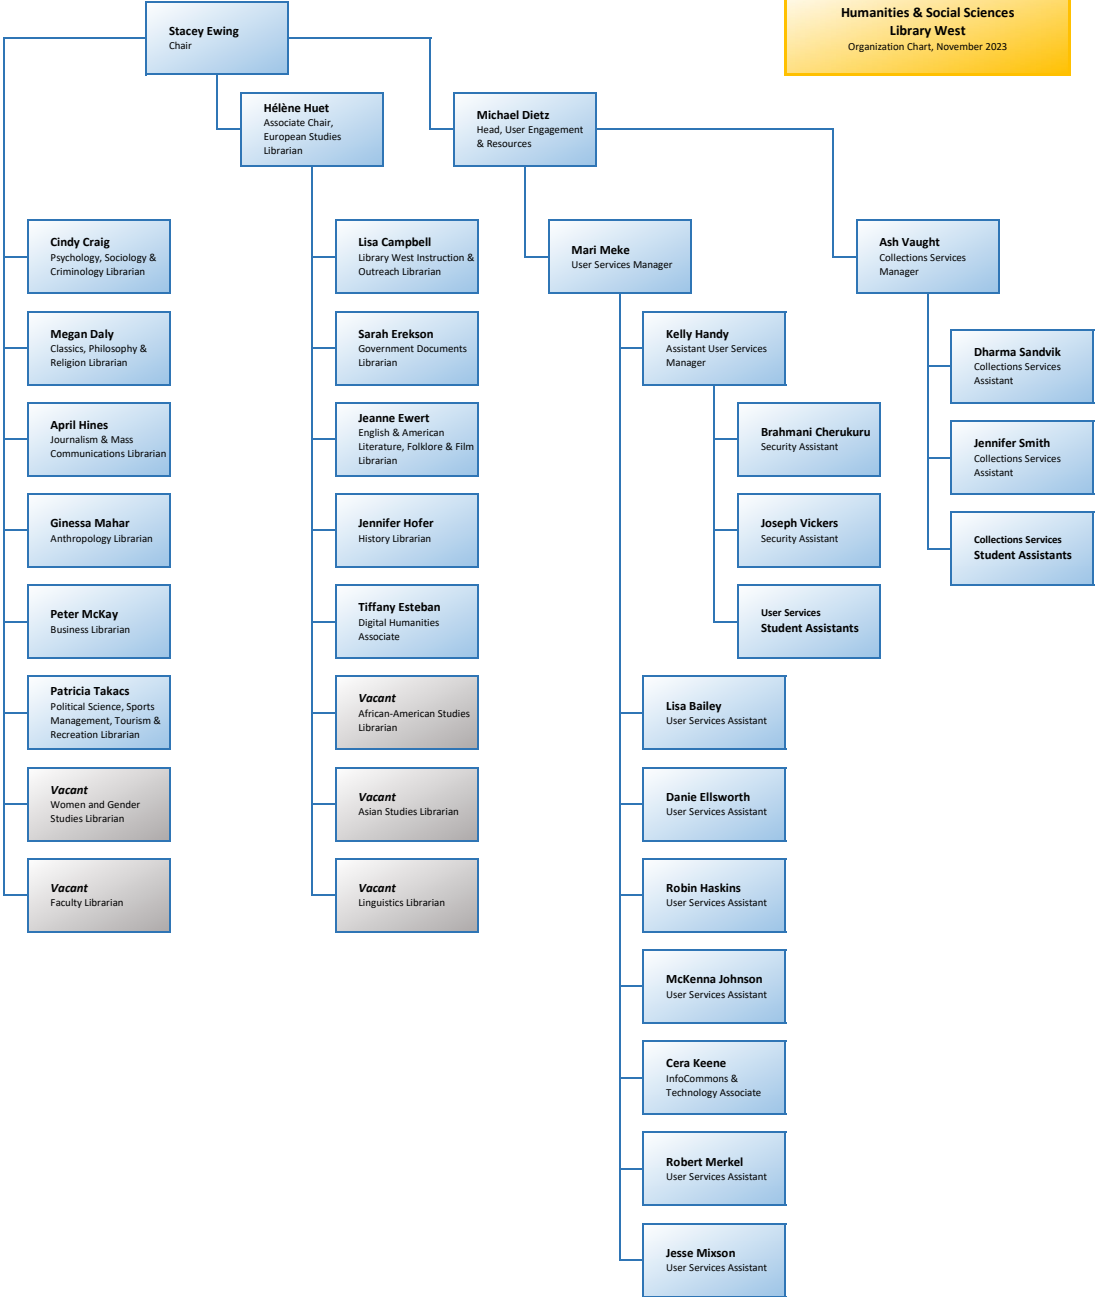 Humanities & Social Sciences
Library West
Organization Chart, November 2023
Stacey Ewing
Chair
Hélène Huet
Associate Chair,
European Studies
Librarian
Michael Dietz
Head, User Engagement
& Resources
Cindy Craig
Psychology, Sociology &
Criminology Librarian
Megan Daly
Classics, Philosophy &
Religion Librarian
April Hines
Journalism & Mass
Communications Librarian
Ginessa Mahar
Anthropology Librarian
Peter McKay
Business Librarian
Patricia Takacs
Political Science, Sports
Management, Tourism &
Recreation Librarian
Vacant
Women and Gender
Studies Librarian
Vacant
Faculty Librarian
Lisa Campbell
Library West Instruction &
Outreach Librarian
Sarah Erekson
Government Documents
Librarian
Jeanne Ewert
English & American
Literature, Folklore & Film
Librarian
Jennifer Hofer
History Librarian
Tiffany Esteban
Digital Humanities
Associate
Vacant
African-American Studies
Librarian
Vacant
Asian Studies Librarian
Vacant
Linguistics Librarian
Mari Meke
User Services Manager
Kelly Handy
Assistant User Services
Manager
Brahmani Cherukuru
Security Assistant
Joseph Vickers
Security Assistant
User Services
Student Assistants
Lisa Bailey
User Services Assistant
Danie Ellsworth
User Services Assistant
Robin Haskins
User Services Assistant
McKenna Johnson
User Services Assistant
Cera Keene
InfoCommons &
Technology Associate
Robert Merkel
User Services Assistant
Jesse Mixson
User Services Assistant
Ash Vaught
Collections Services
Manager
Dharma Sandvik
Collections Services
Assistant
Jennifer Smith
Collections Services
Assistant
Collections Services
Student Assistants